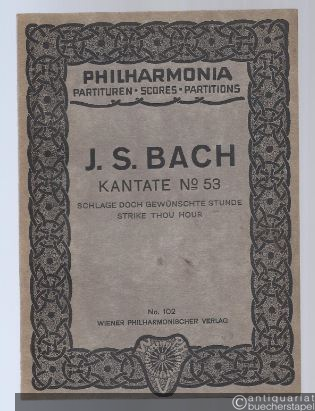 PHILHARMONIA
PARTITUREN • SCORES • PARTITIONS
J. S. BACH
KANTATE No 53
SCHLAGE DOCH GEWÜNSCHTE STUNDE
STRIKE THOU HOUR
No. 102
WIENER PHILHARMONISCHER VERLAG
antiquariat
buecherstapel